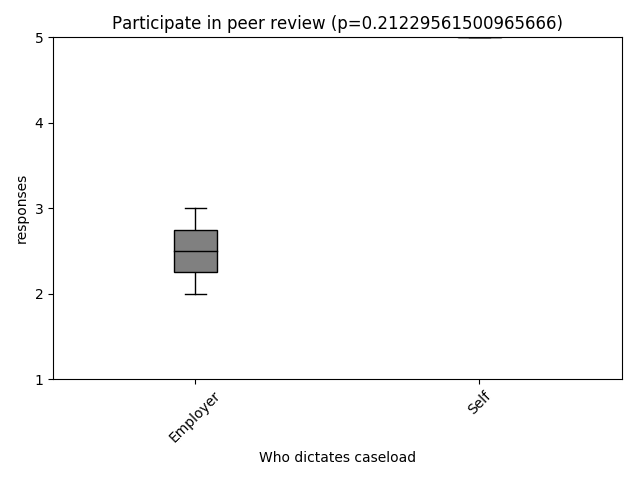 Participate in peer review (p=0.21229561500965666)
responses
5
4
3
2
1
Employer
Self
Who dictates caseload